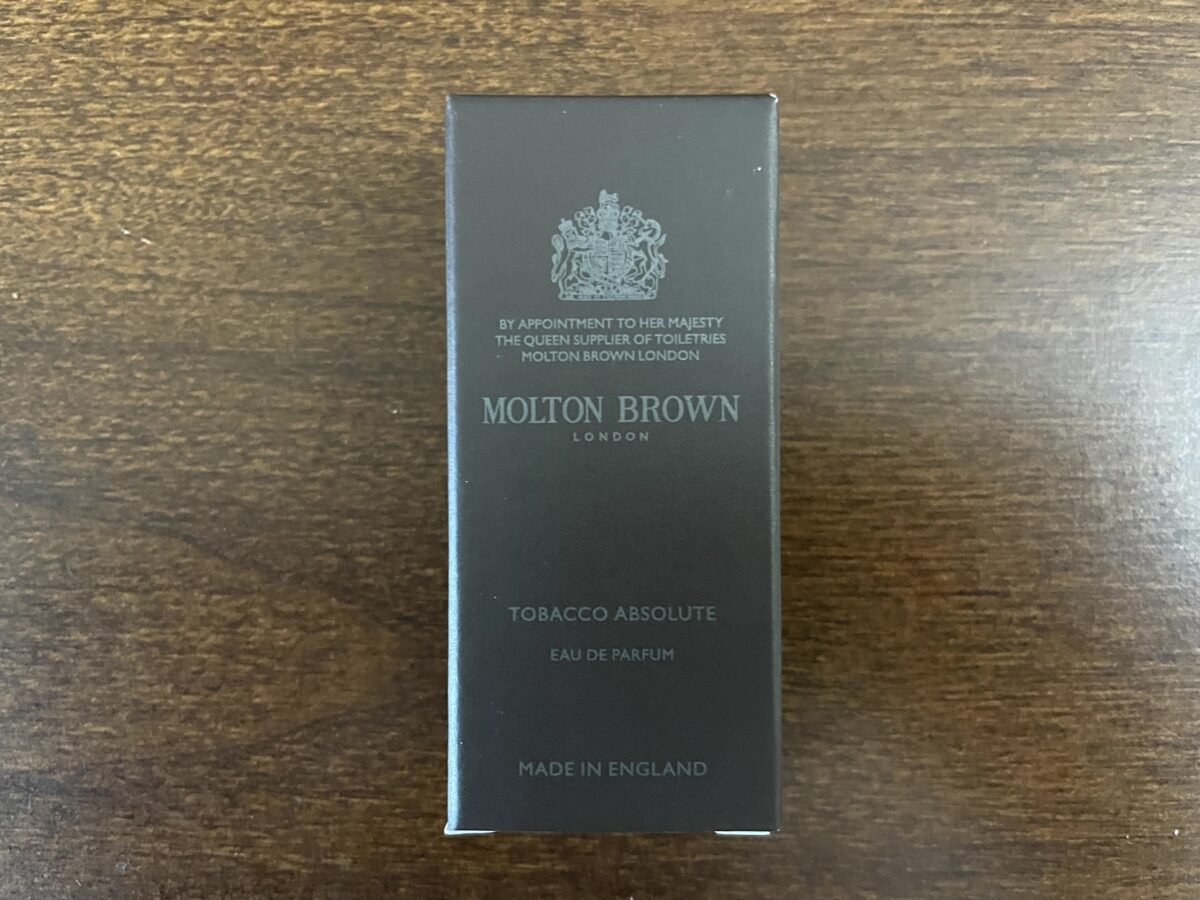 BY APPOINTMENT TO HER MAJESTY
THE QUEEN SUPPLIER OF TOILETRIES
MOLTON BROWN LONDON
MOLTON BROWN
LONDON
TOBACCO ABSOLUTE
EAU DE PARFUM
MADE IN ENGLAND